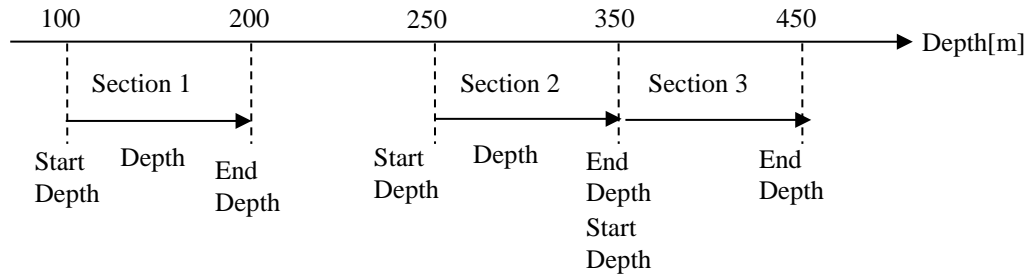 100 200 250 350 450
Depth[m]
Section 1 Section 2 Section 3
Start Depth End Start Depth End End
Depth Depth Depth Depth Depth
Start
Depth